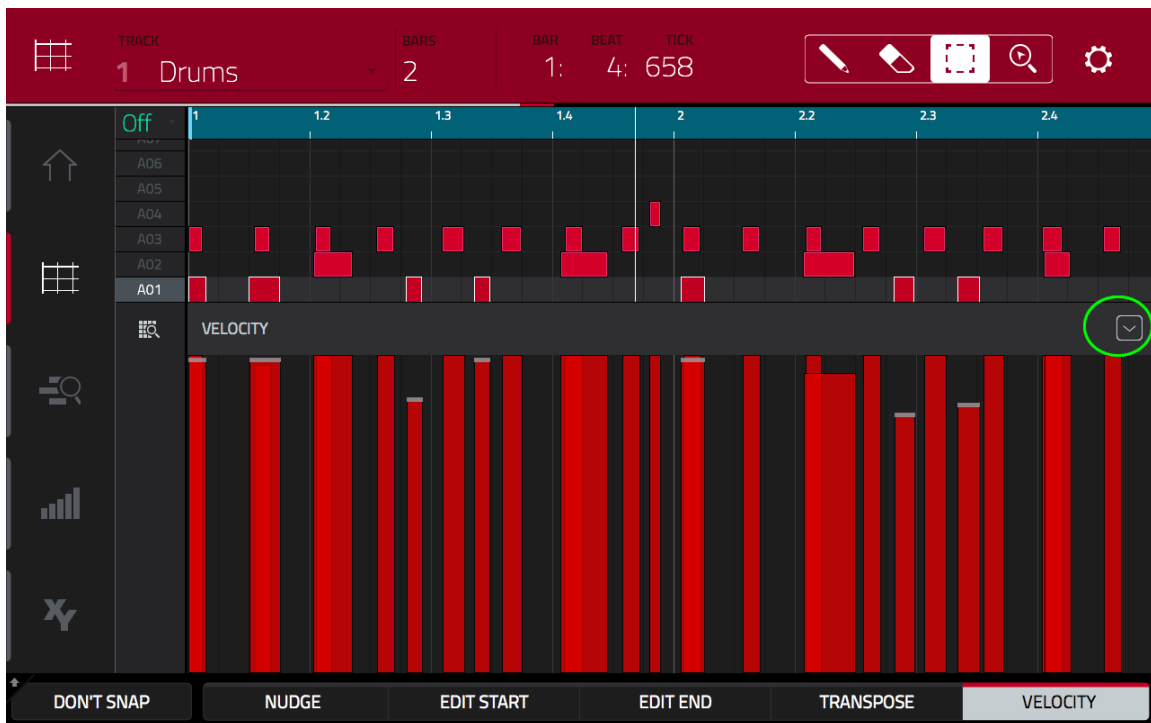 TRACK
BARS
BAR BEAT TICK
1 Drums
2
1: 4: 658
Off
1 1.2 1.3 1.4 2 2.2 2.3 2.4
A07
A06
A05
A04
A03
A02
A01
VELOCITY
XY
DON'T SNAP NUDGE EDIT START EDIT END TRANSPOSE VELOCITY